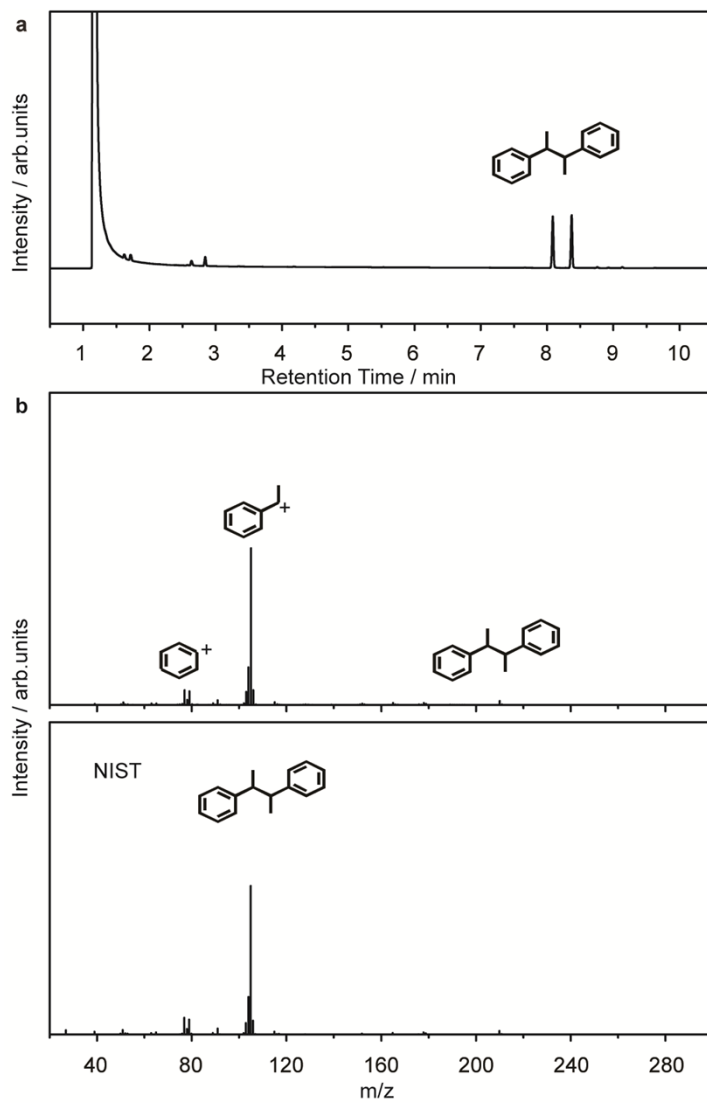 a
Intensity / arb.units
1 2 3 4 5 6 7 8 9 10
Retention Time / min
b
+
+
Intensity / arb.units
NIST
40 80 120 160 200 240 280
m/z